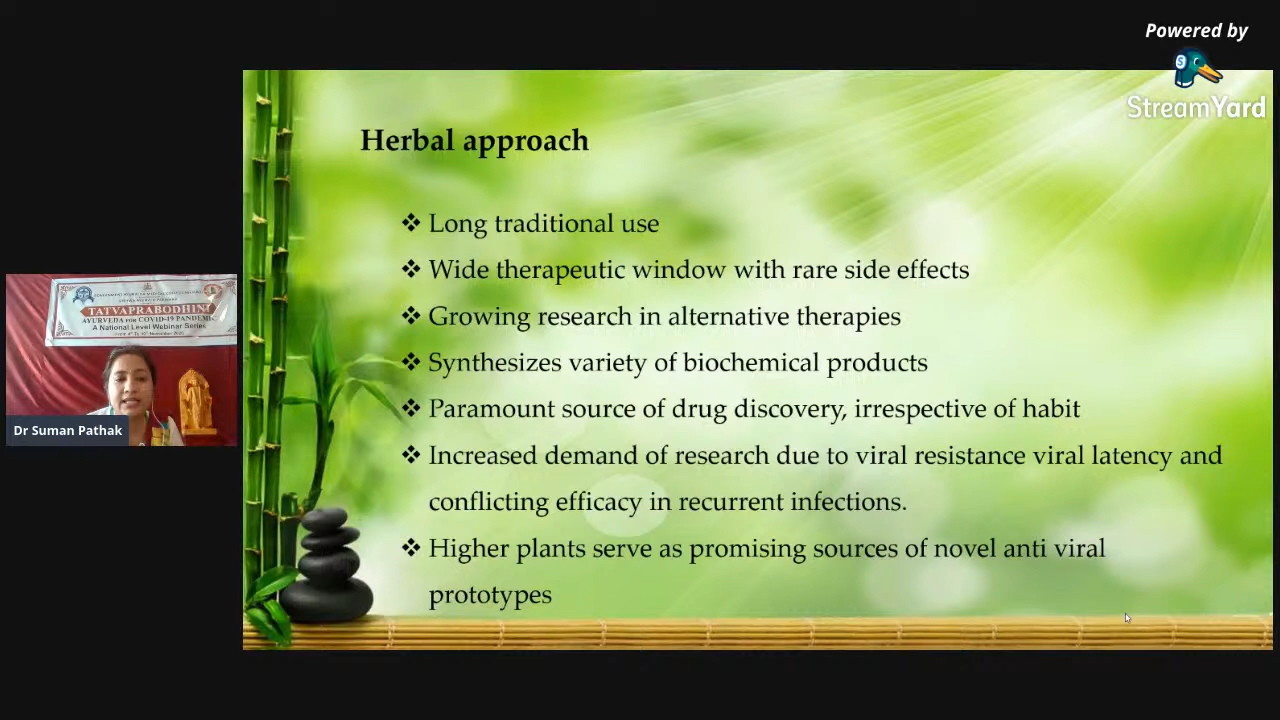 Powered by
StreamYard
Herbal approach
❖ Long traditional use
❖ Wide therapeutic window with rare side effects
❖ Growing research in alternative therapies
❖ Synthesizes variety of biochemical products
❖ Paramount source of drug discovery, irrespective of habit
❖ Increased demand of research due to viral resistance viral latency and
conflicting efficacy in recurrent infections.
❖ Higher plants serve as promising sources of novel anti viral
prototypes
TATVAPRABODHINI
AYURVEDA FOR COVID-19 PANDEMIC
A National Level Webinar Series
Dr Suman Pathak